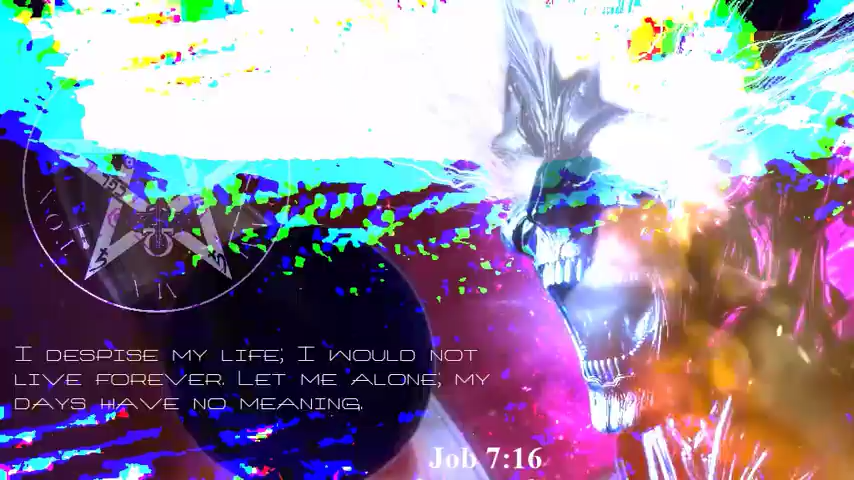 I despise my life; I would not
live forever. Let me alone; my
days have no meaning.
Job 7:16